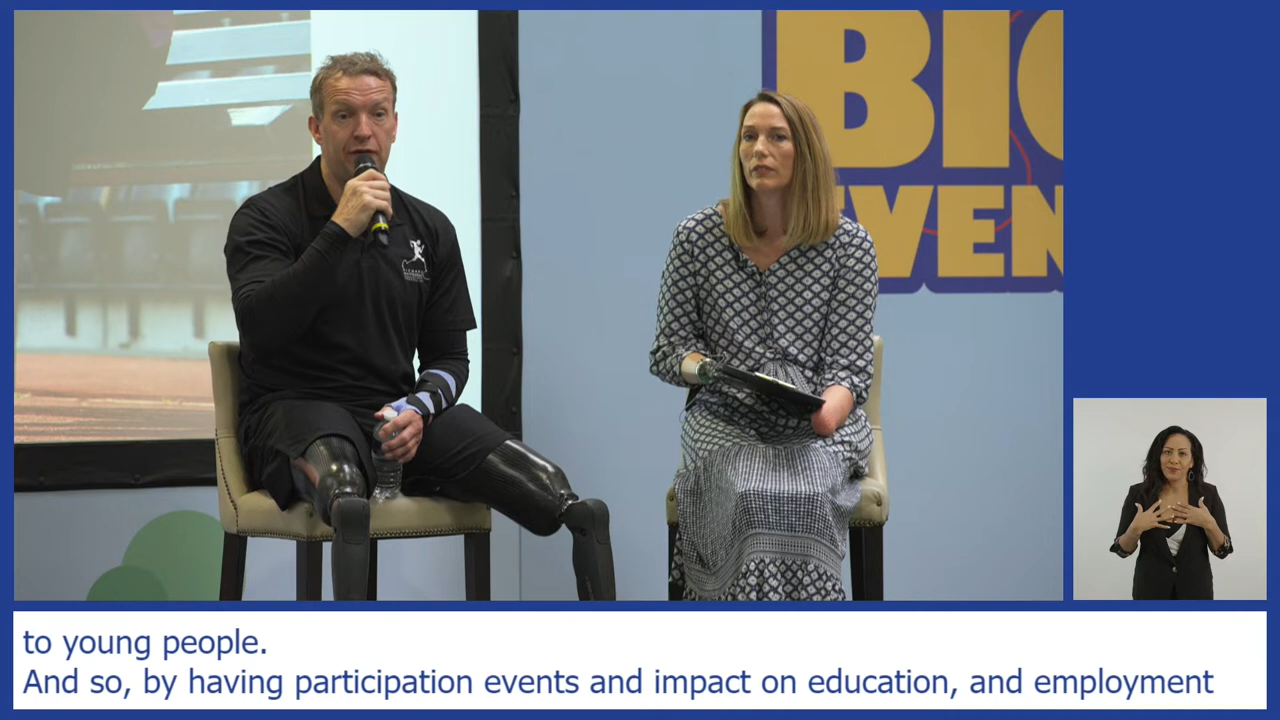 BIG
EVEN
to young people.
And so, by having participation events and impact on education, and employment